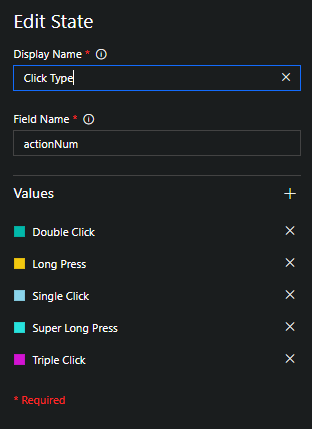 Edit State
Display Name *
Click Type
Field Name *
actionNum
Values
Double Click
Long Press
Single Click
Super Long Press
Triple Click
* Required